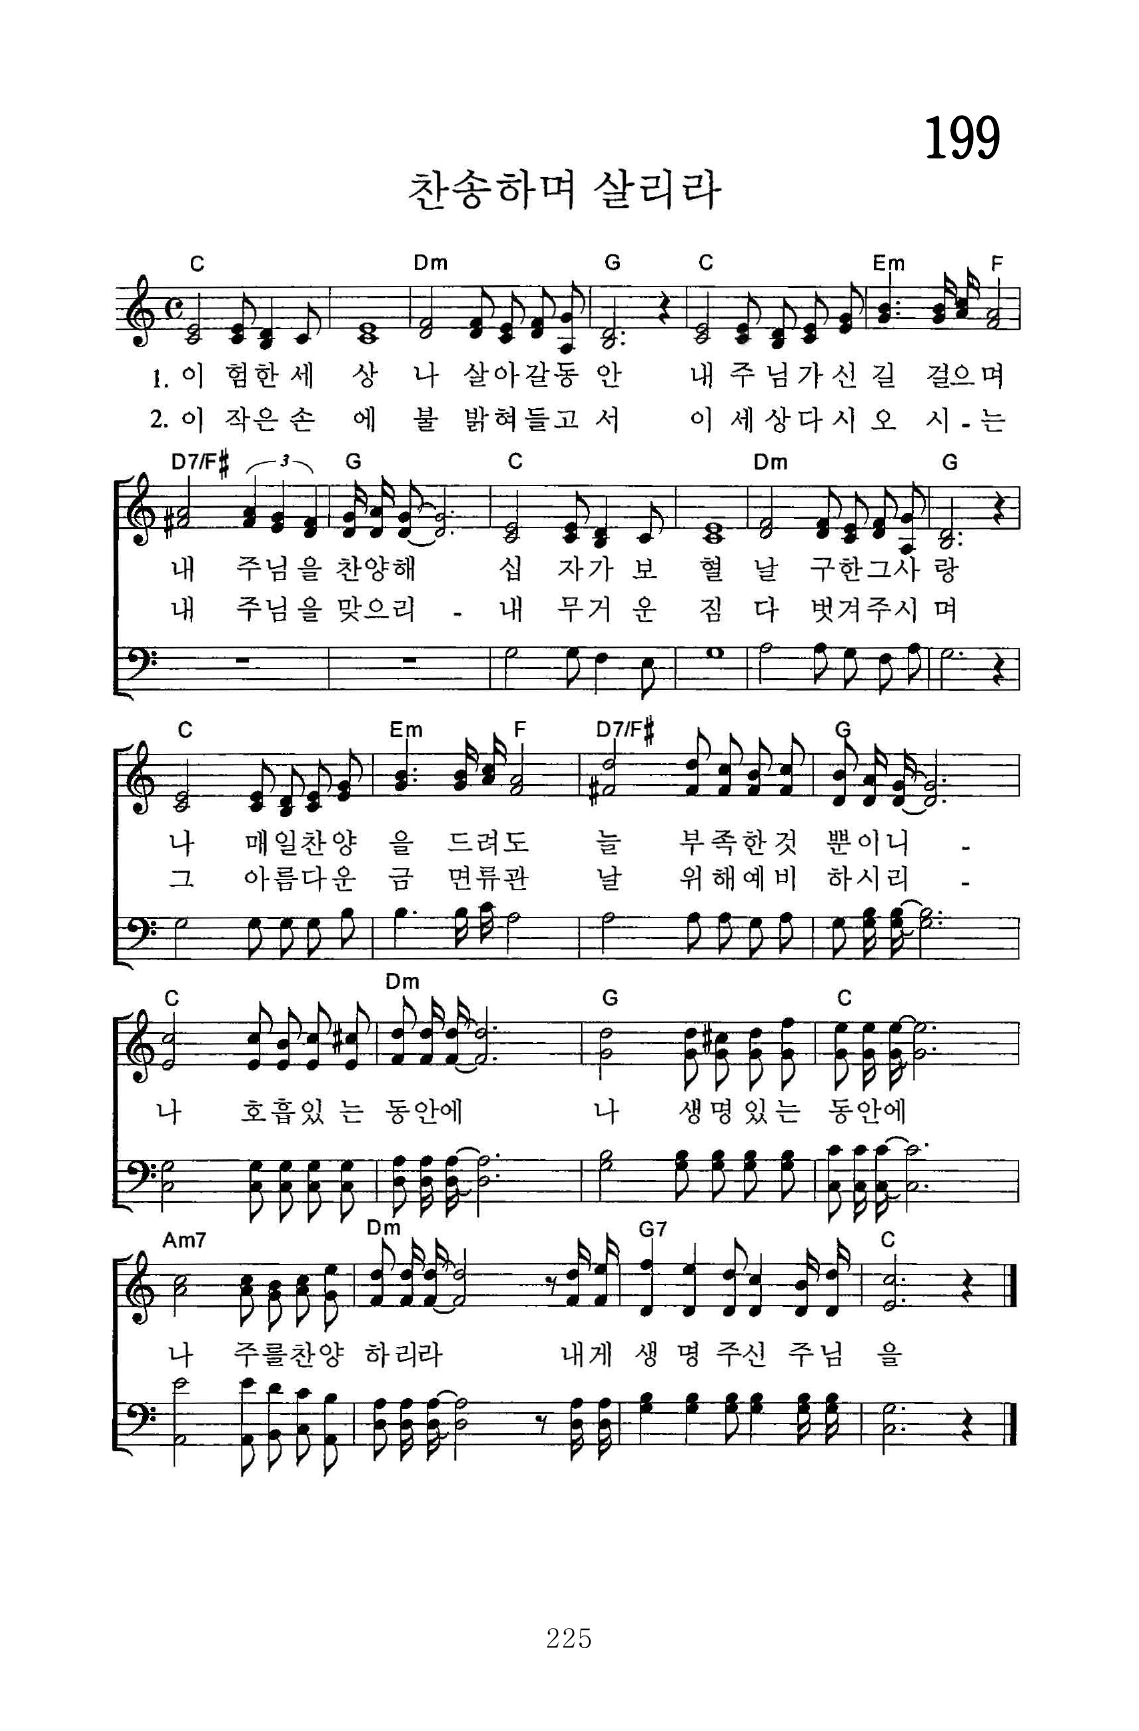 199
찬송하며 살리라
C Dm G C Em F
1. 이 험한 세 상 나 살아갈동 안 내 주 님가 신 길 걸으며
2. 이 작은 손 에 불 밝혀들고 서 이 세 상다 시 오 시 - 는
D7/F♯ 3 G C Dm G
내 주님을 찬양해 십 자가 보 혈 날 구한그사 랑
내 주님을 맞으리 - 내 무거 운 짐 다 벗겨주시 며
C Em F D7/F♯ G
나 매일찬양 을 드려도 늘 부족한것 뿐이니 -
그 아름다운 금 면류관 날 위해예비 하시리 -
C Dm G C
나 호흡있는 동안에 나 생명있는 동안에
Am7 Dm G7 C
나 주를찬양 하리라 내게 생 명 주신 주님 을
225